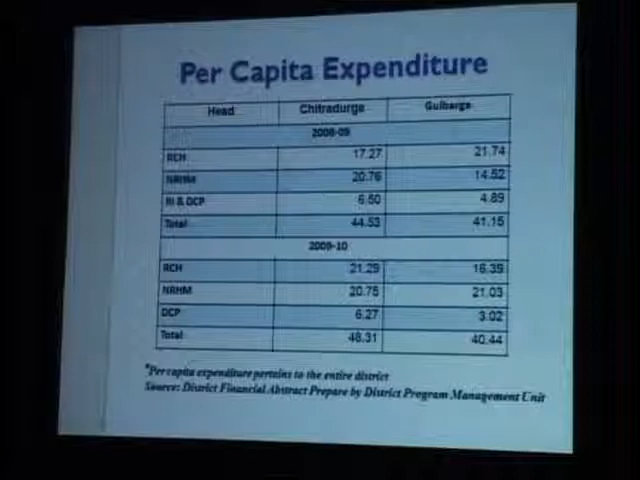 Per Capita Expenditure
Head Chitradurga Gulbarga
2008-09
RCH 17.27 21.74
NRHM 20.76 14.52
RI & DCP 6.50 4.89
Total 44.53 41.15
2009-10
RCH 21.29 16.39
NRHM 20.75 21.03
DCP 6.27 3.02
Total 48.31 40.44
*Per capita expenditure pertains to the entire district
Source: District Financial Abstract Prepare by District Program Management Unit